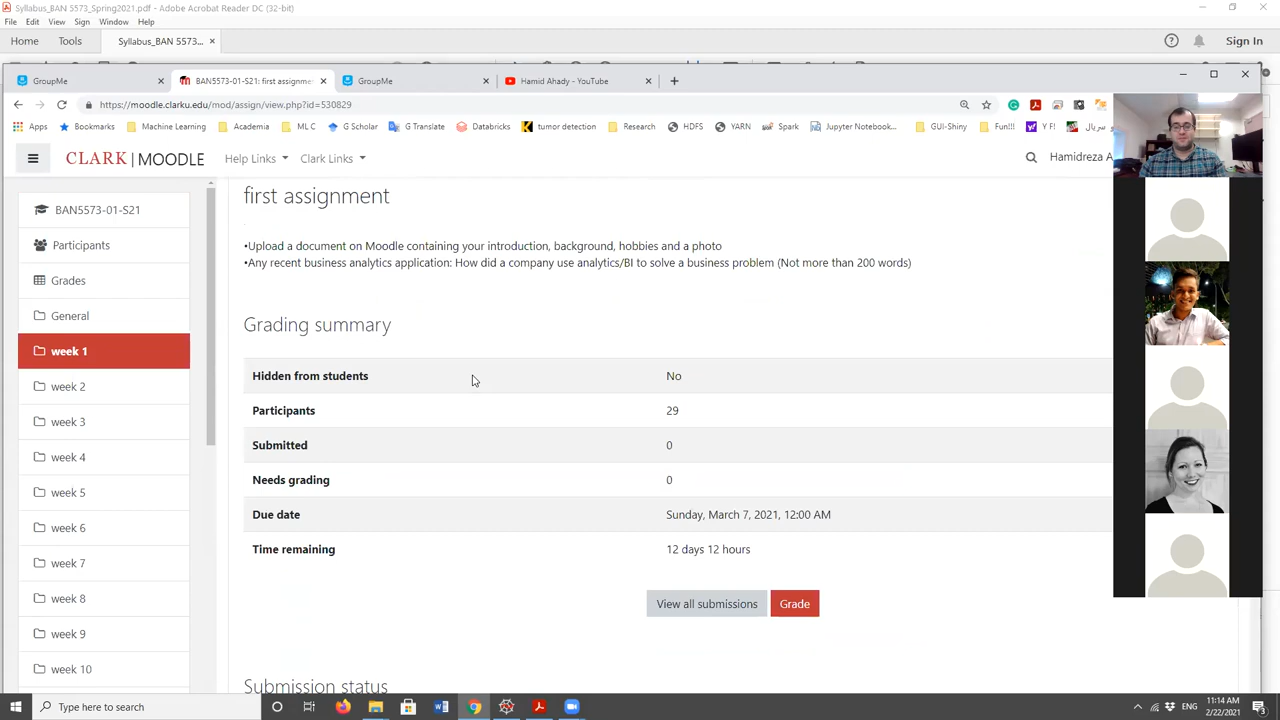 Syllabus_BAN 5573_Spring2021.pdf - Adobe Acrobat Reader DC (32-bit)
File Edit View Sign Window Help
Home Tools Syllabus_BAN 5573... × Sign In
GroupMe × BAN5573-01-S21: first assignme × GroupMe × Hamid Ahady - YouTube × +
https://moodle.clarku.edu/mod/assign/view.php?id=530829
Apps Bookmarks Machine Learning Academia ML C G Scholar G Translate Databricks tumor detection Research HDFS YARN Spark Jupyter Notebook... GUI-Shiny Fun!!! Y F! سریال
CLARK | MOODLE Help Links Clark Links Hamidreza A
BAN5573-01-S21
Participants
Grades
General
week 1
week 2
week 3
week 4
week 5
week 6
week 7
week 8
week 9
week 10
first assignment
•Upload a document on Moodle containing your introduction, background, hobbies and a photo
•Any recent business analytics application: How did a company use analytics/BI to solve a business problem (Not more than 200 words)
Grading summary
Hidden from students No
Participants 29
Submitted 0
Needs grading 0
Due date Sunday, March 7, 2021, 12:00 AM
Time remaining 12 days 12 hours
View all submissions Grade
Submission status
Type here to search
ENG 11:14 AM
2/22/2021
3